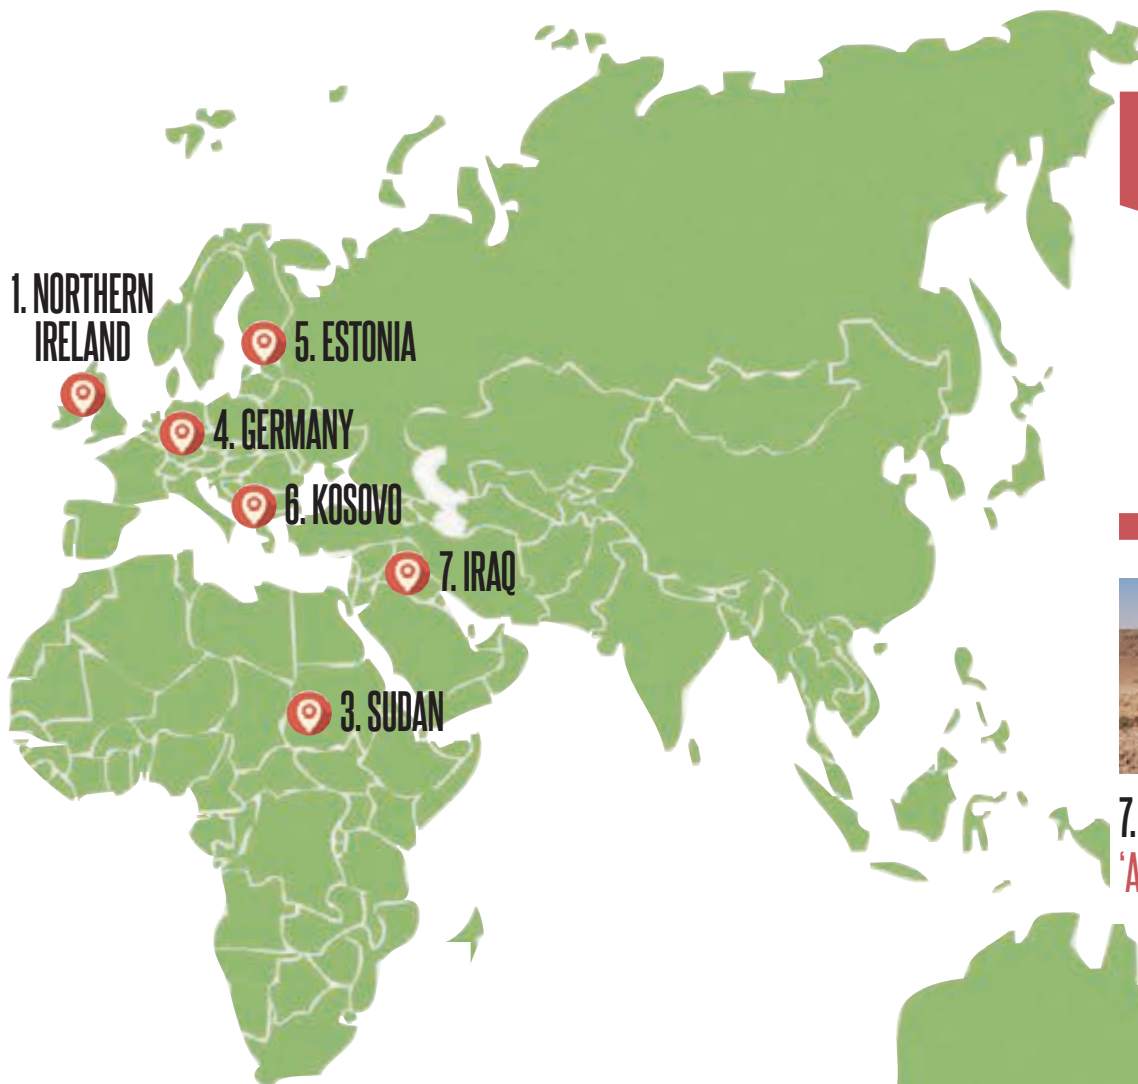 1. NORTHERN
IRELAND
5. ESTONIA
4. GERMANY
6. KOSOVO
7. IRAQ
3. SUDAN
7.
‘A